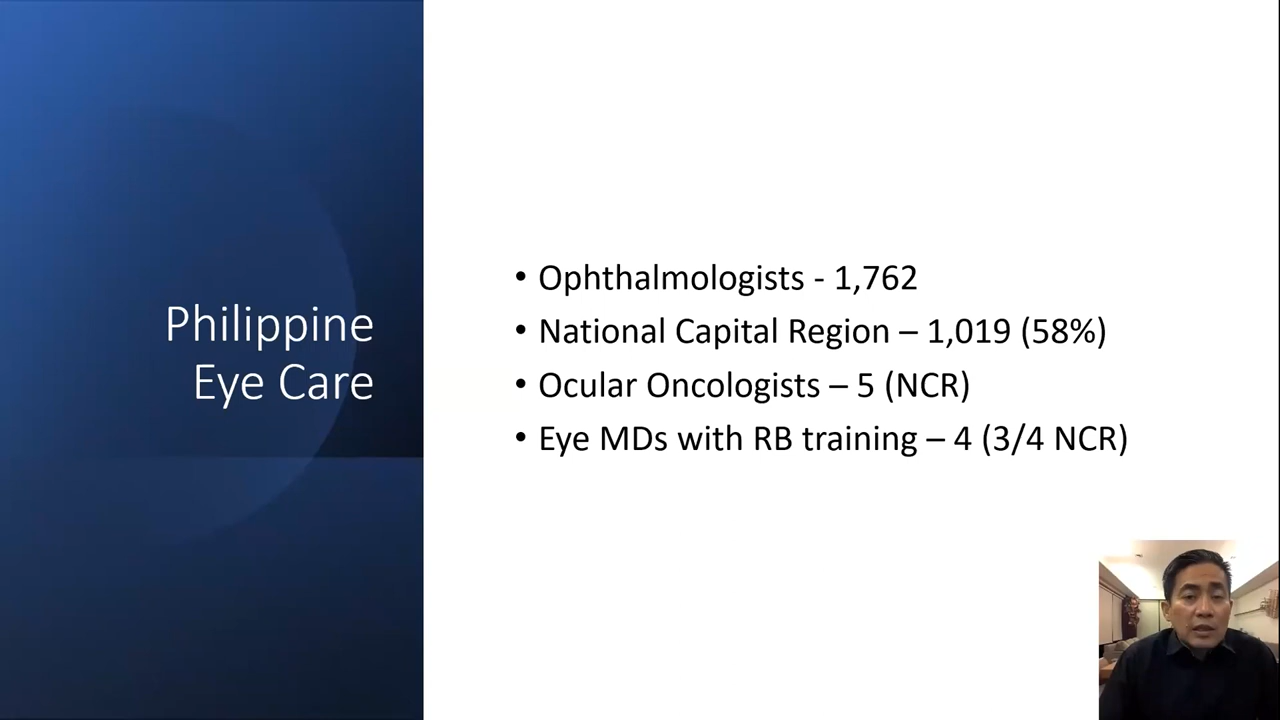 Philippine
Eye Care
• Ophthalmologists - 1,762
• National Capital Region – 1,019 (58%)
• Ocular Oncologists – 5 (NCR)
• Eye MDs with RB training – 4 (3/4 NCR)